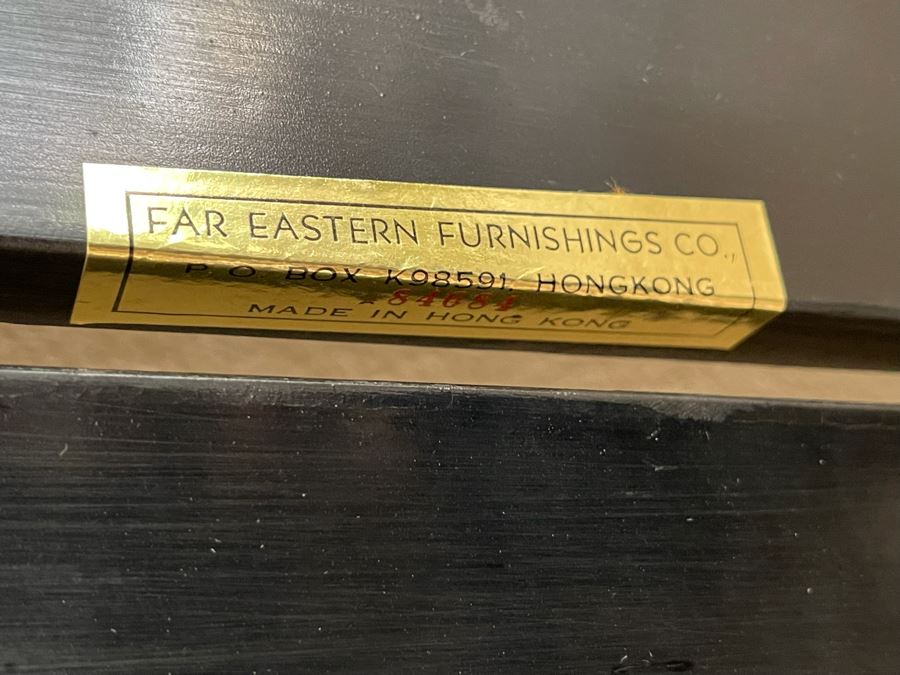 FAR EASTERN FURNISHINGS CO.,
P. O. BOX K98591, HONGKONG
84684
MADE IN HONG KONG